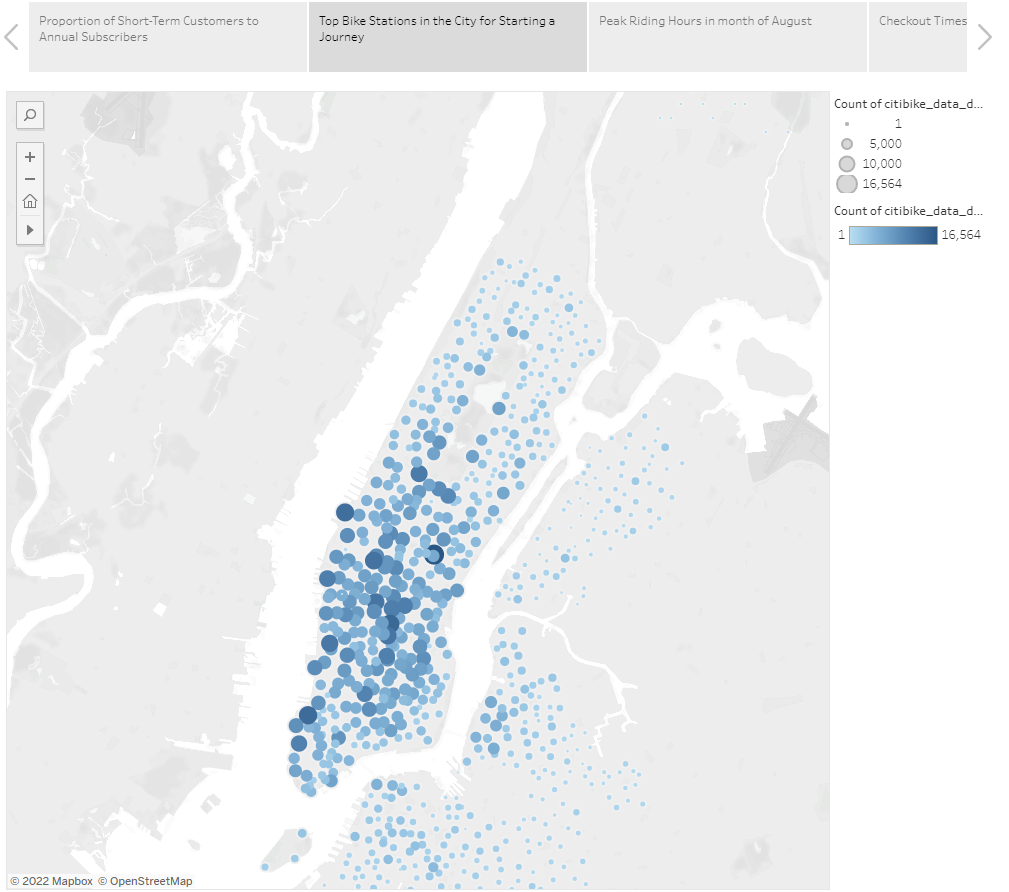 Proportion of Short-Term Customers to
Annual Subscribers
Top Bike Stations in the City for Starting a
Journey
Peak Riding Hours in month of August
Checkout Times
Count of citibike_data_d...
1
5,000
10,000
16,564
Count of citibike_data_d...
1 16,564
© 2022 Mapbox © OpenStreetMap